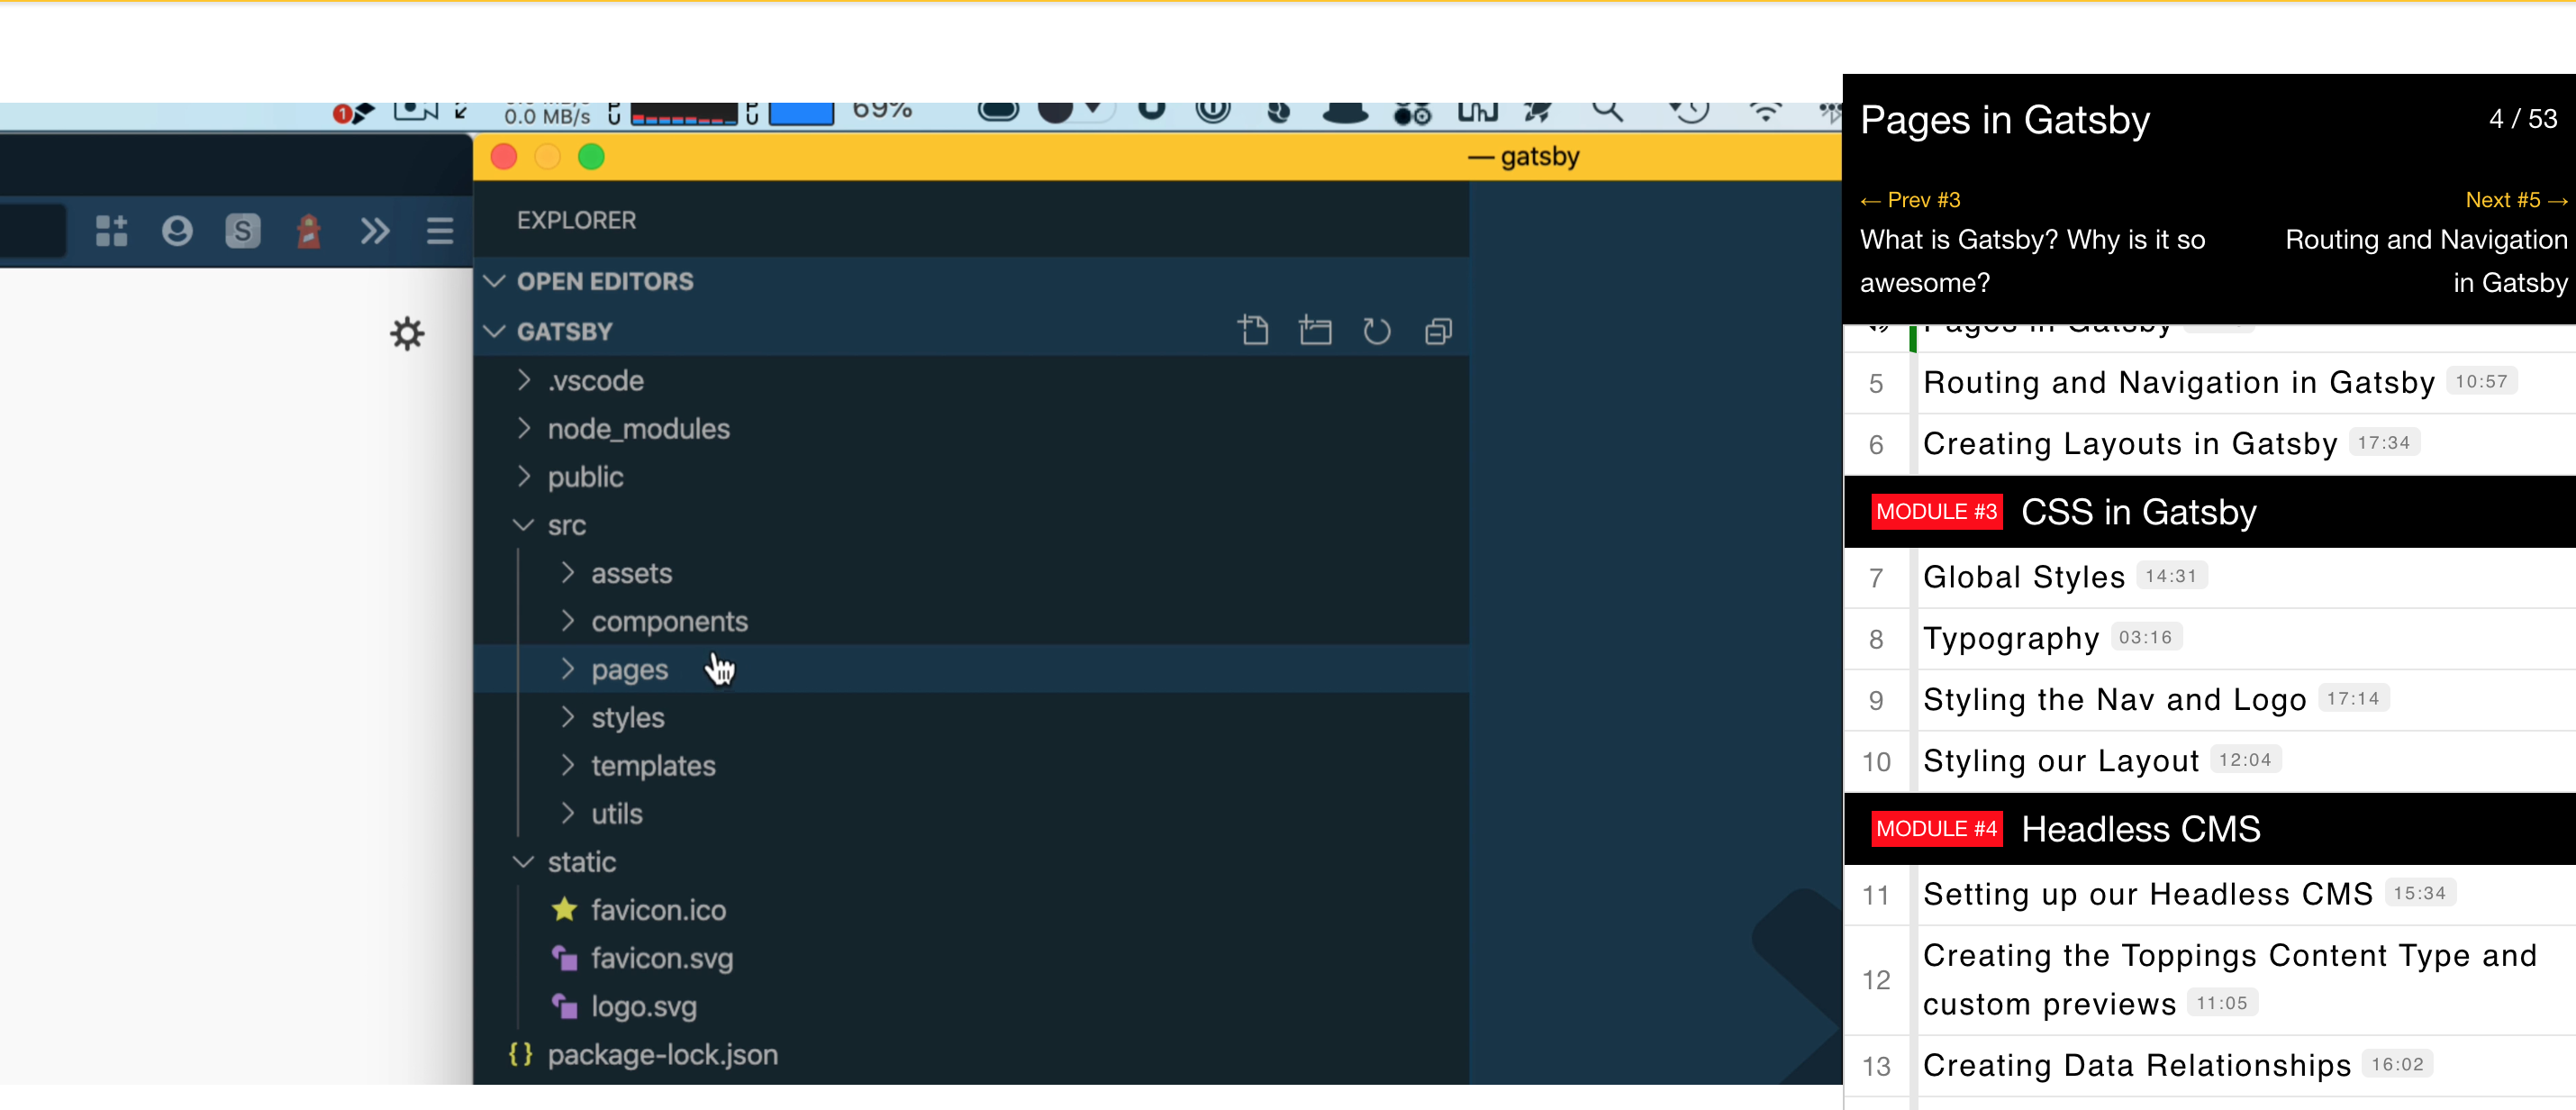 0.0 MB/s
69%
— gatsby
EXPLORER
OPEN EDITORS
GATSBY
.vscode
node_modules
public
src
assets
components
pages
styles
templates
utils
static
favicon.ico
favicon.svg
logo.svg
package-lock.json
Pages in Gatsby 4 / 53
← Prev #3
What is Gatsby? Why is it so
awesome?
Next #5 →
Routing and Navigation
in Gatsby
Pages in Gatsby
5 Routing and Navigation in Gatsby 10:57
6 Creating Layouts in Gatsby 17:34
MODULE #3 CSS in Gatsby
7 Global Styles 14:31
8 Typography 03:16
9 Styling the Nav and Logo 17:14
10 Styling our Layout 12:04
MODULE #4 Headless CMS
11 Setting up our Headless CMS 15:34
12 Creating the Toppings Content Type and
custom previews 11:05
13 Creating Data Relationships 16:02